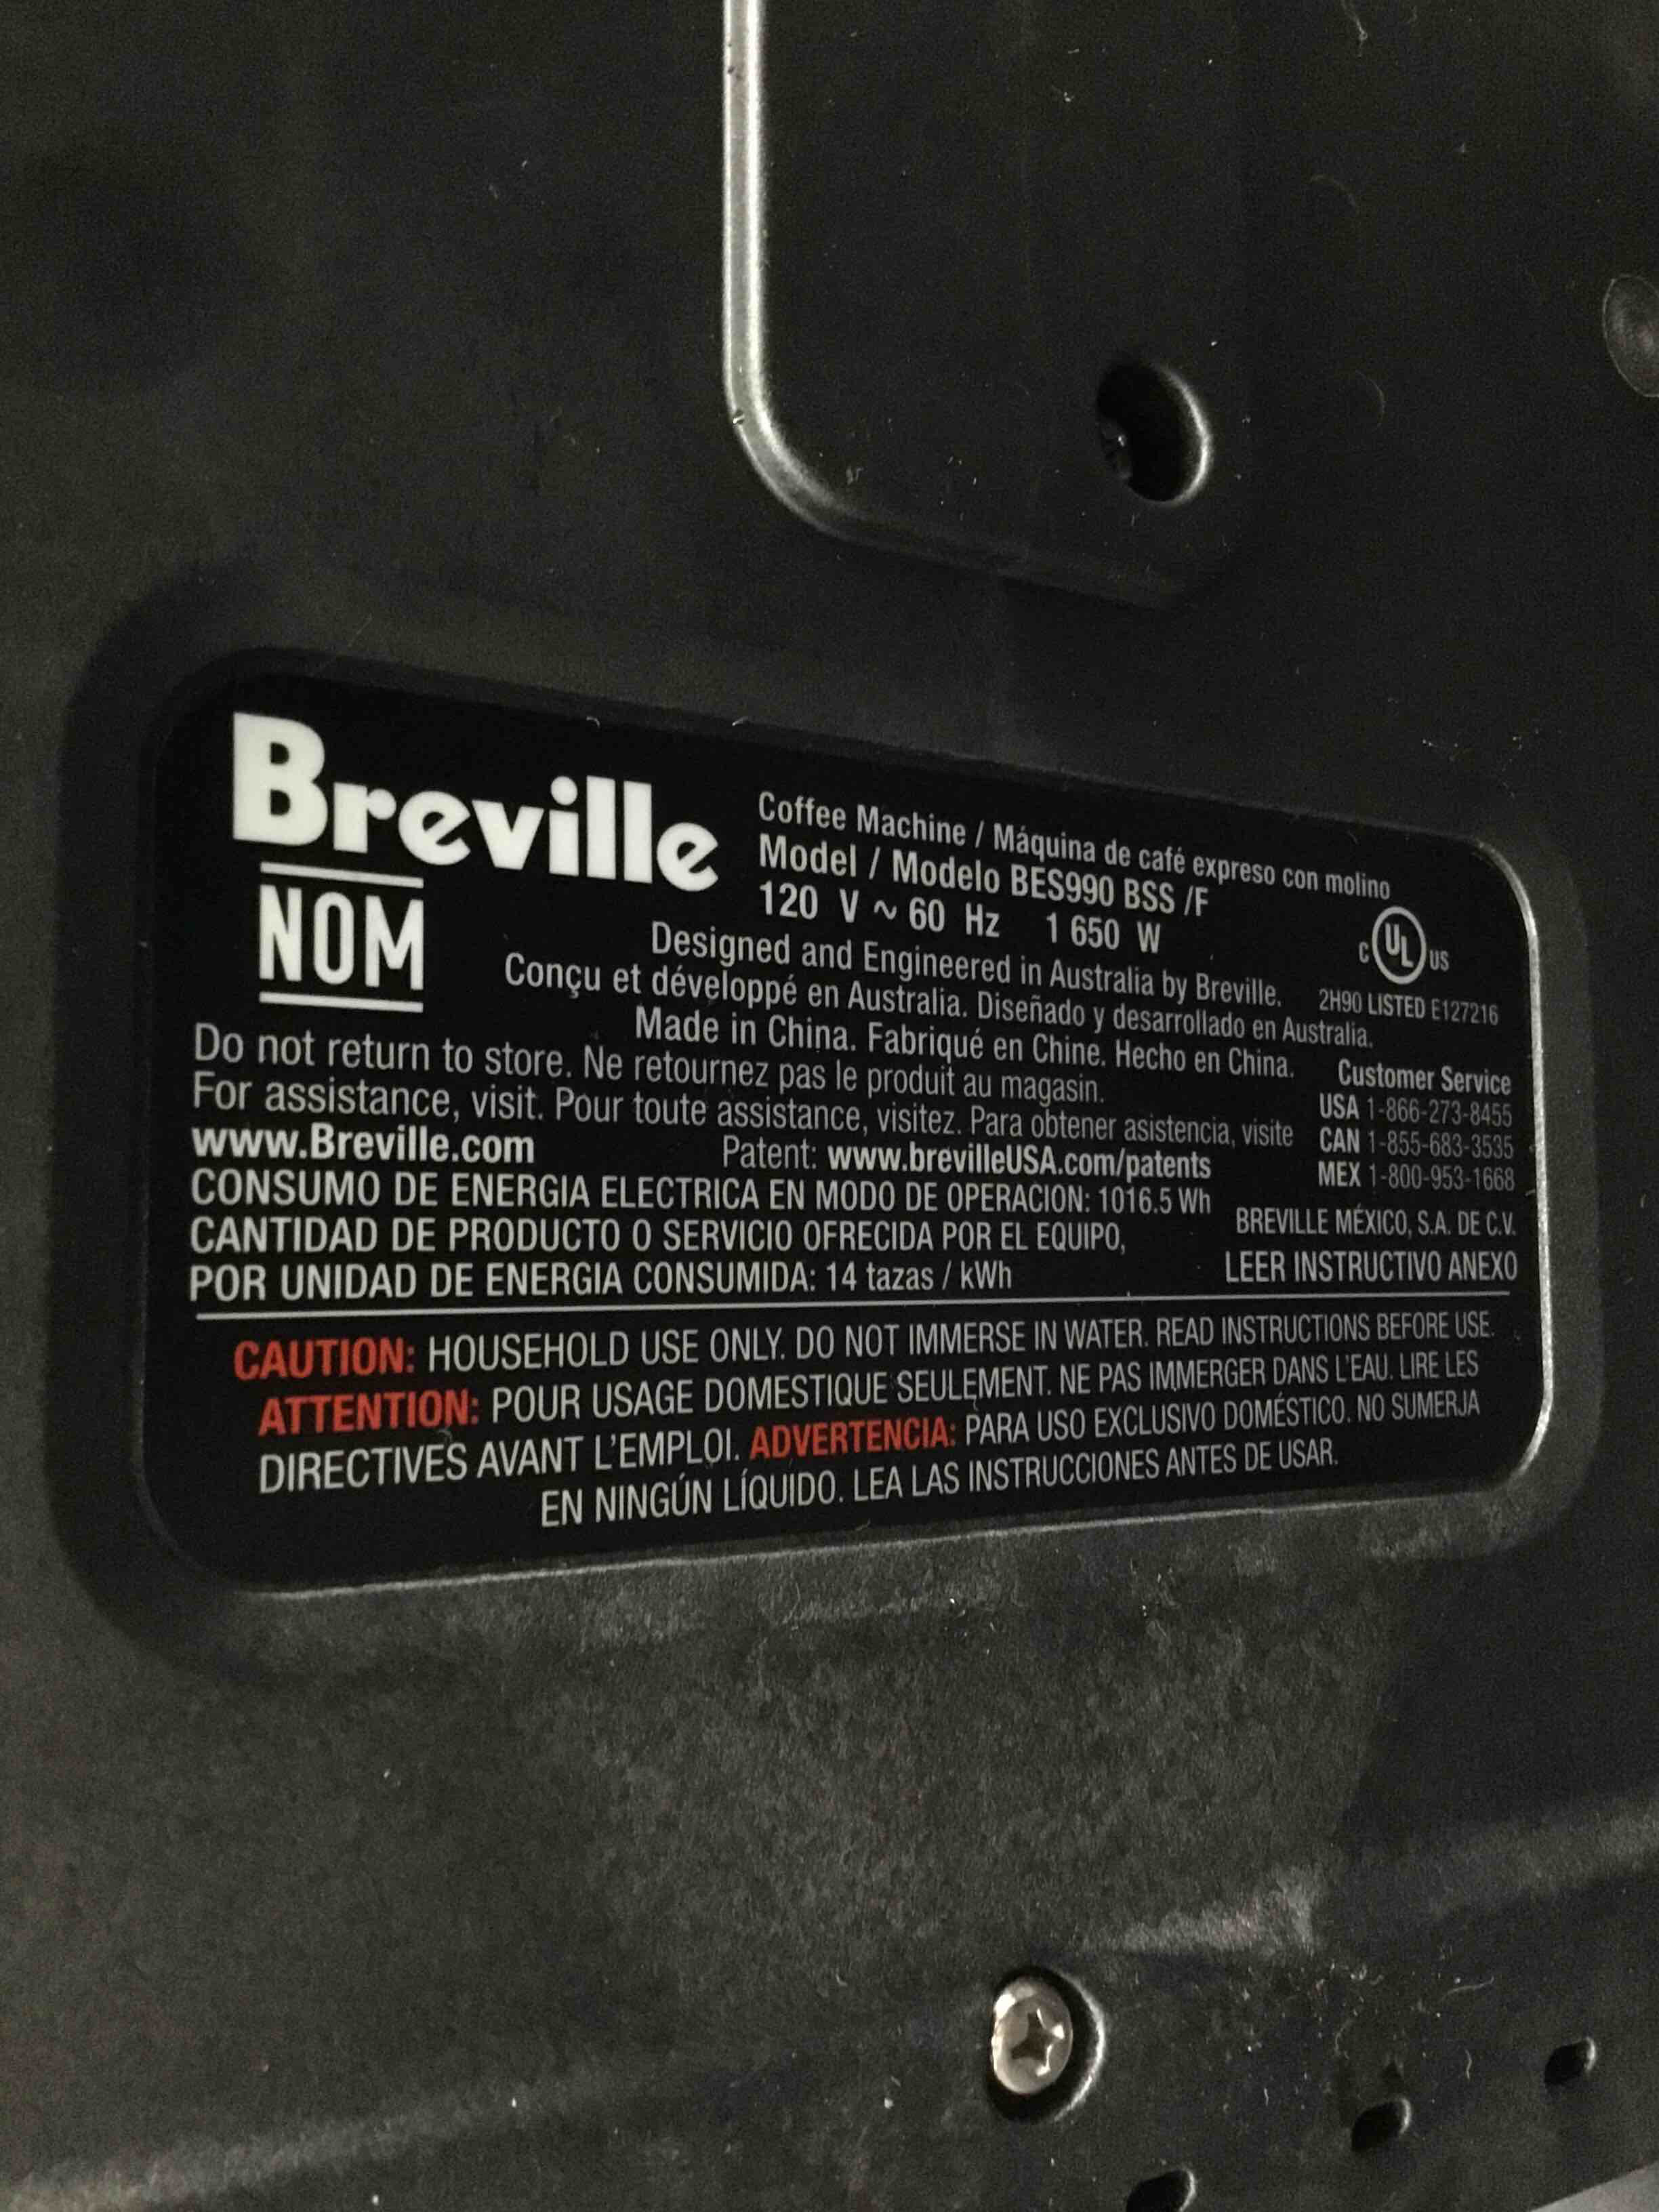 Breville
NOM
Coffee Machine / Máquina de café expreso con molino
Model / Modelo BES990 BSS /F
120 V ~ 60 Hz 1 650 W
C UL US
2H90 LISTED E127216
Designed and Engineered in Australia by Breville.
Conçu et développé en Australia. Diseñado y desarrollado en Australia.
Made in China. Fabriqué en Chine. Hecho en China.
Do not return to store. Ne retournez pas le produit au magasin.
For assistance, visit. Pour toute assistance, visitez. Para obtener asistencia, visite
www.Breville.com Patent: www.brevilleUSA.com/patents
Customer Service
USA 1-866-273-8455
CAN 1-855-683-3535
MEX 1-800-953-1668
CONSUMO DE ENERGIA ELECTRICA EN MODO DE OPERACION: 1016.5 Wh
CANTIDAD DE PRODUCTO O SERVICIO OFRECIDA POR EL EQUIPO,
POR UNIDAD DE ENERGIA CONSUMIDA: 14 tazas / kWh
BREVILLE MÉXICO, S.A. DE C.V.
LEER INSTRUCTIVO ANEXO
CAUTION: HOUSEHOLD USE ONLY. DO NOT IMMERSE IN WATER. READ INSTRUCTIONS BEFORE USE.
ATTENTION: POUR USAGE DOMESTIQUE SEULEMENT. NE PAS IMMERGER DANS L'EAU. LIRE LES
DIRECTIVES AVANT L'EMPLOI. ADVERTENCIA: PARA USO EXCLUSIVO DOMÉSTICO. NO SUMERJA
EN NINGÚN LÍQUIDO. LEA LAS INSTRUCCIONES ANTES DE USAR.